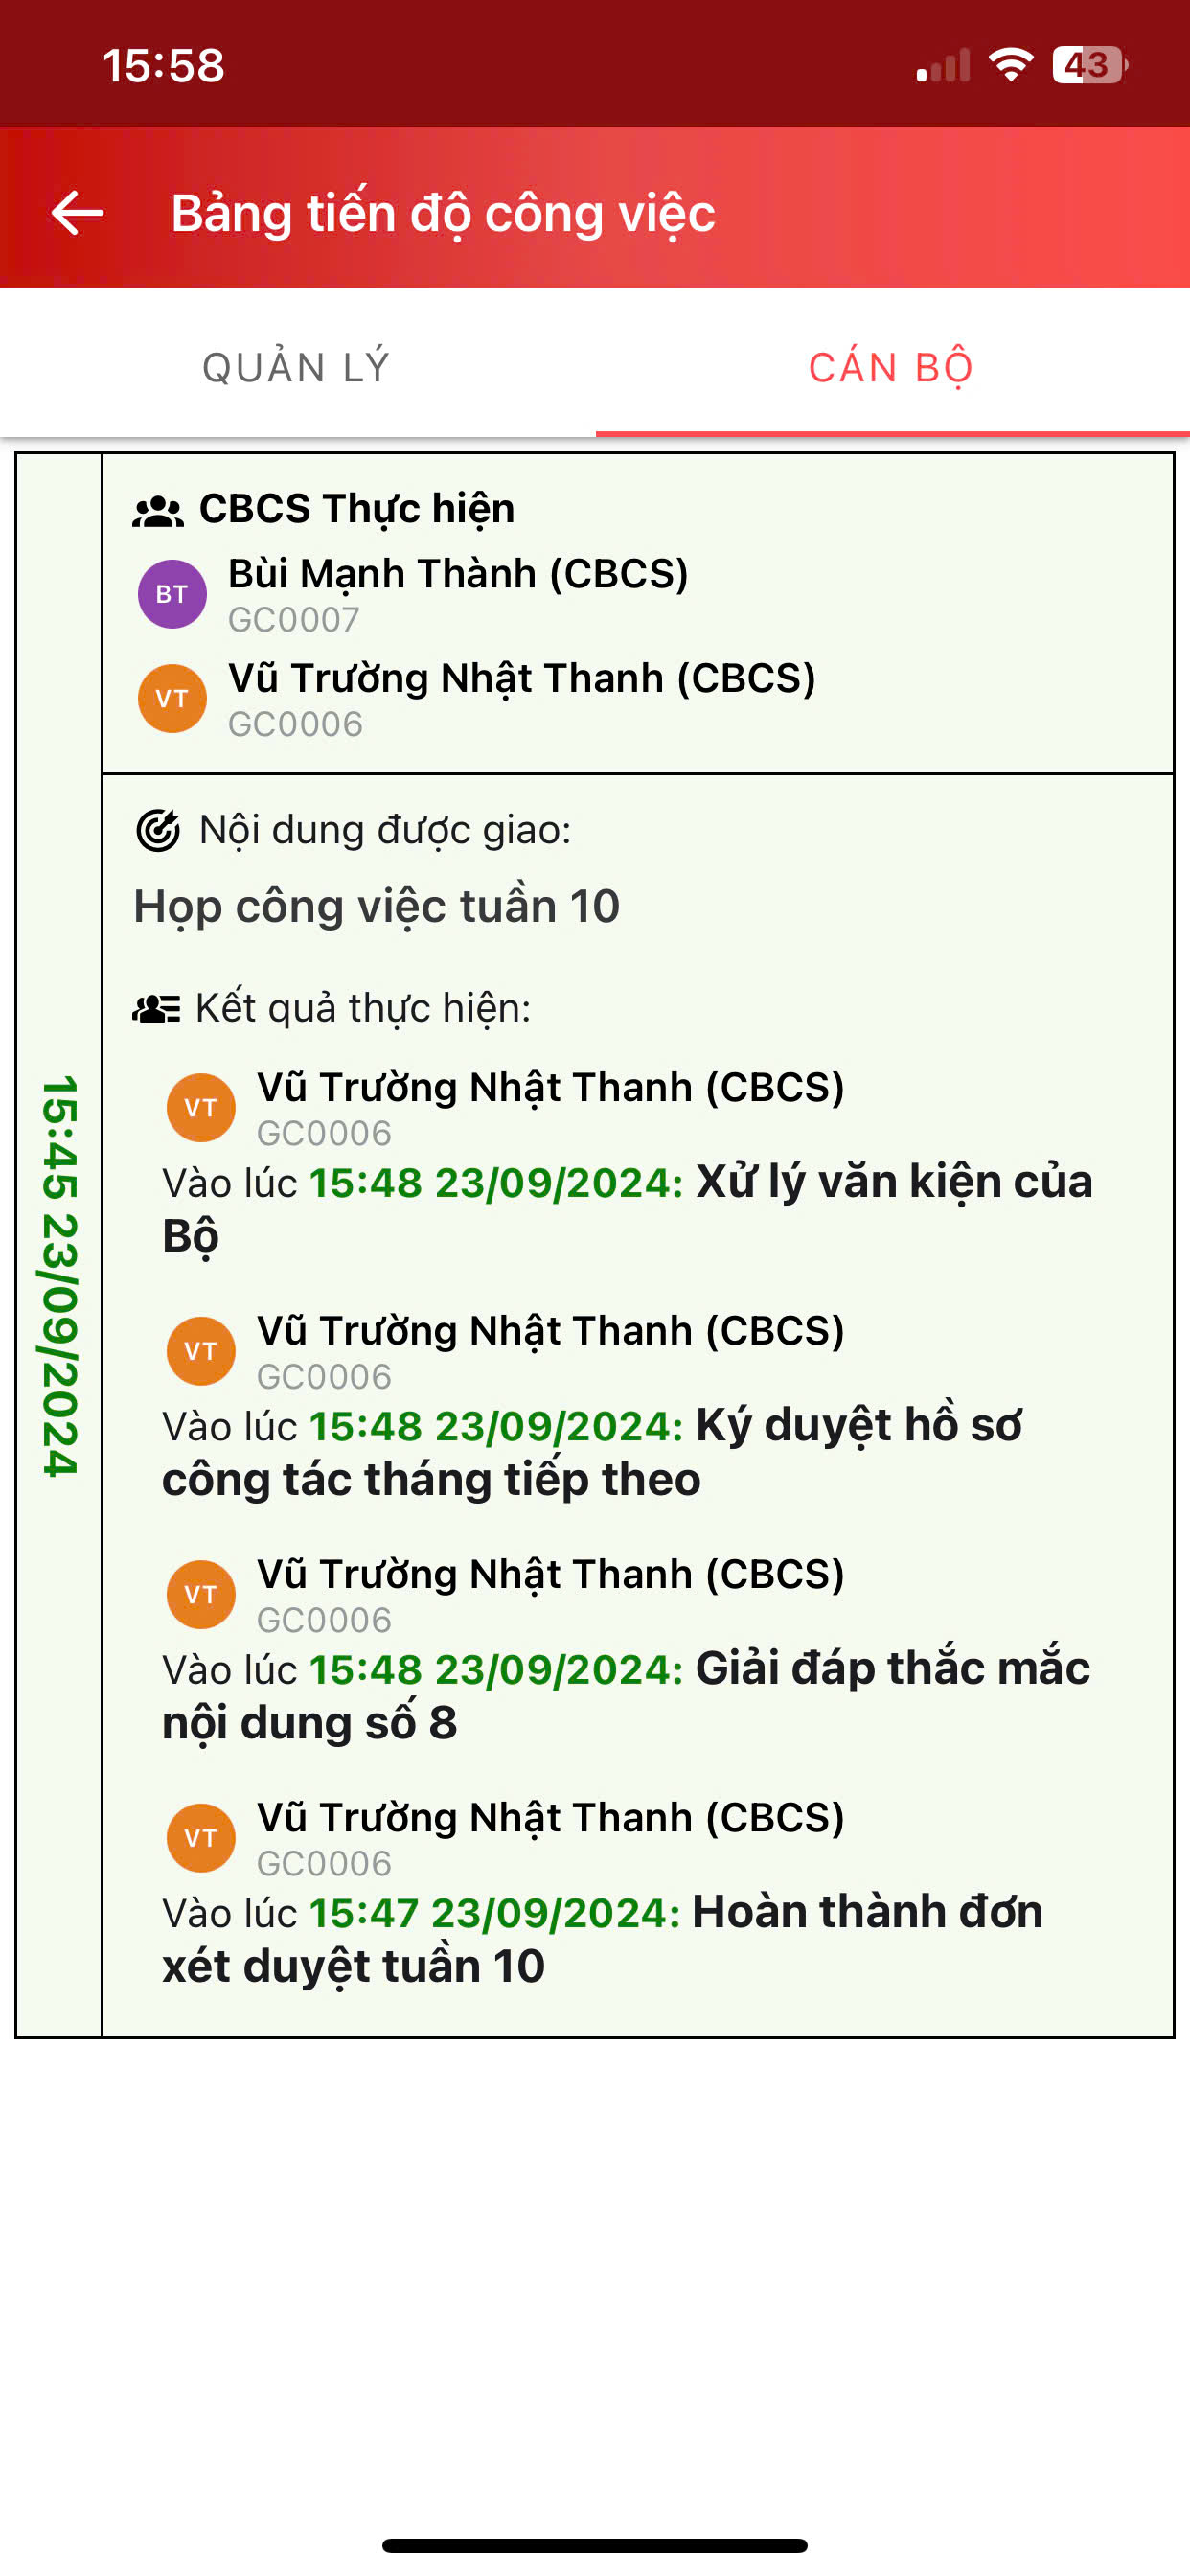 15:58
43
Bảng tiến độ công việc
QUẢN LÝ
CÁN BỘ
CBCS Thực hiện
BT
Bùi Mạnh Thành (CBCS)
GC0007
VT
Vũ Trường Nhật Thanh (CBCS)
GC0006
15:45 23/09/2024
Nội dung được giao:
Họp công việc tuần 10
Kết quả thực hiện:
VT
Vũ Trường Nhật Thanh (CBCS)
GC0006
Vào lúc 15:48 23/09/2024: Xử lý văn kiện của
Bộ
VT
Vũ Trường Nhật Thanh (CBCS)
GC0006
Vào lúc 15:48 23/09/2024: Ký duyệt hồ sơ
công tác tháng tiếp theo
VT
Vũ Trường Nhật Thanh (CBCS)
GC0006
Vào lúc 15:48 23/09/2024: Giải đáp thắc mắc
nội dung số 8
VT
Vũ Trường Nhật Thanh (CBCS)
GC0006
Vào lúc 15:47 23/09/2024: Hoàn thành đơn
xét duyệt tuần 10